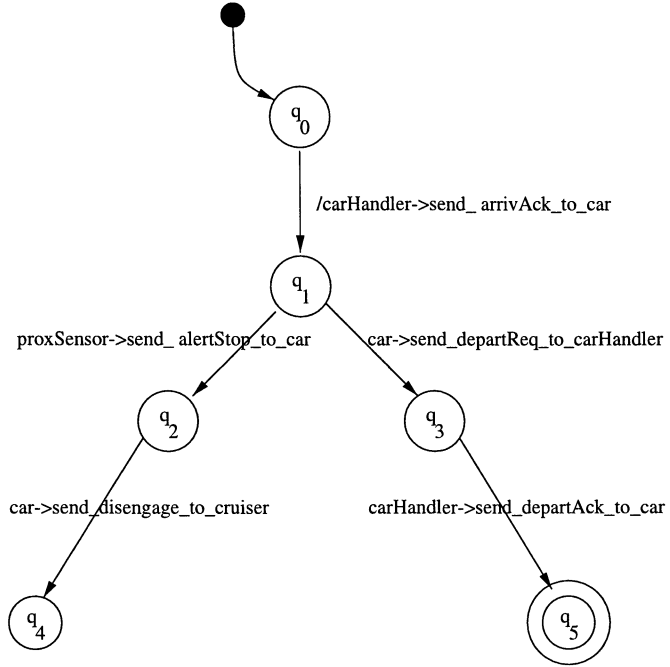 q0
/carHandler->send_ arrivAck_to_car
q1
proxSensor->send_ alertStop_to_car
car->send_departReq_to_carHandler
q2
q3
car->send_disengage_to_cruiser
carHandler->send_departAck_to_car
q4
q5